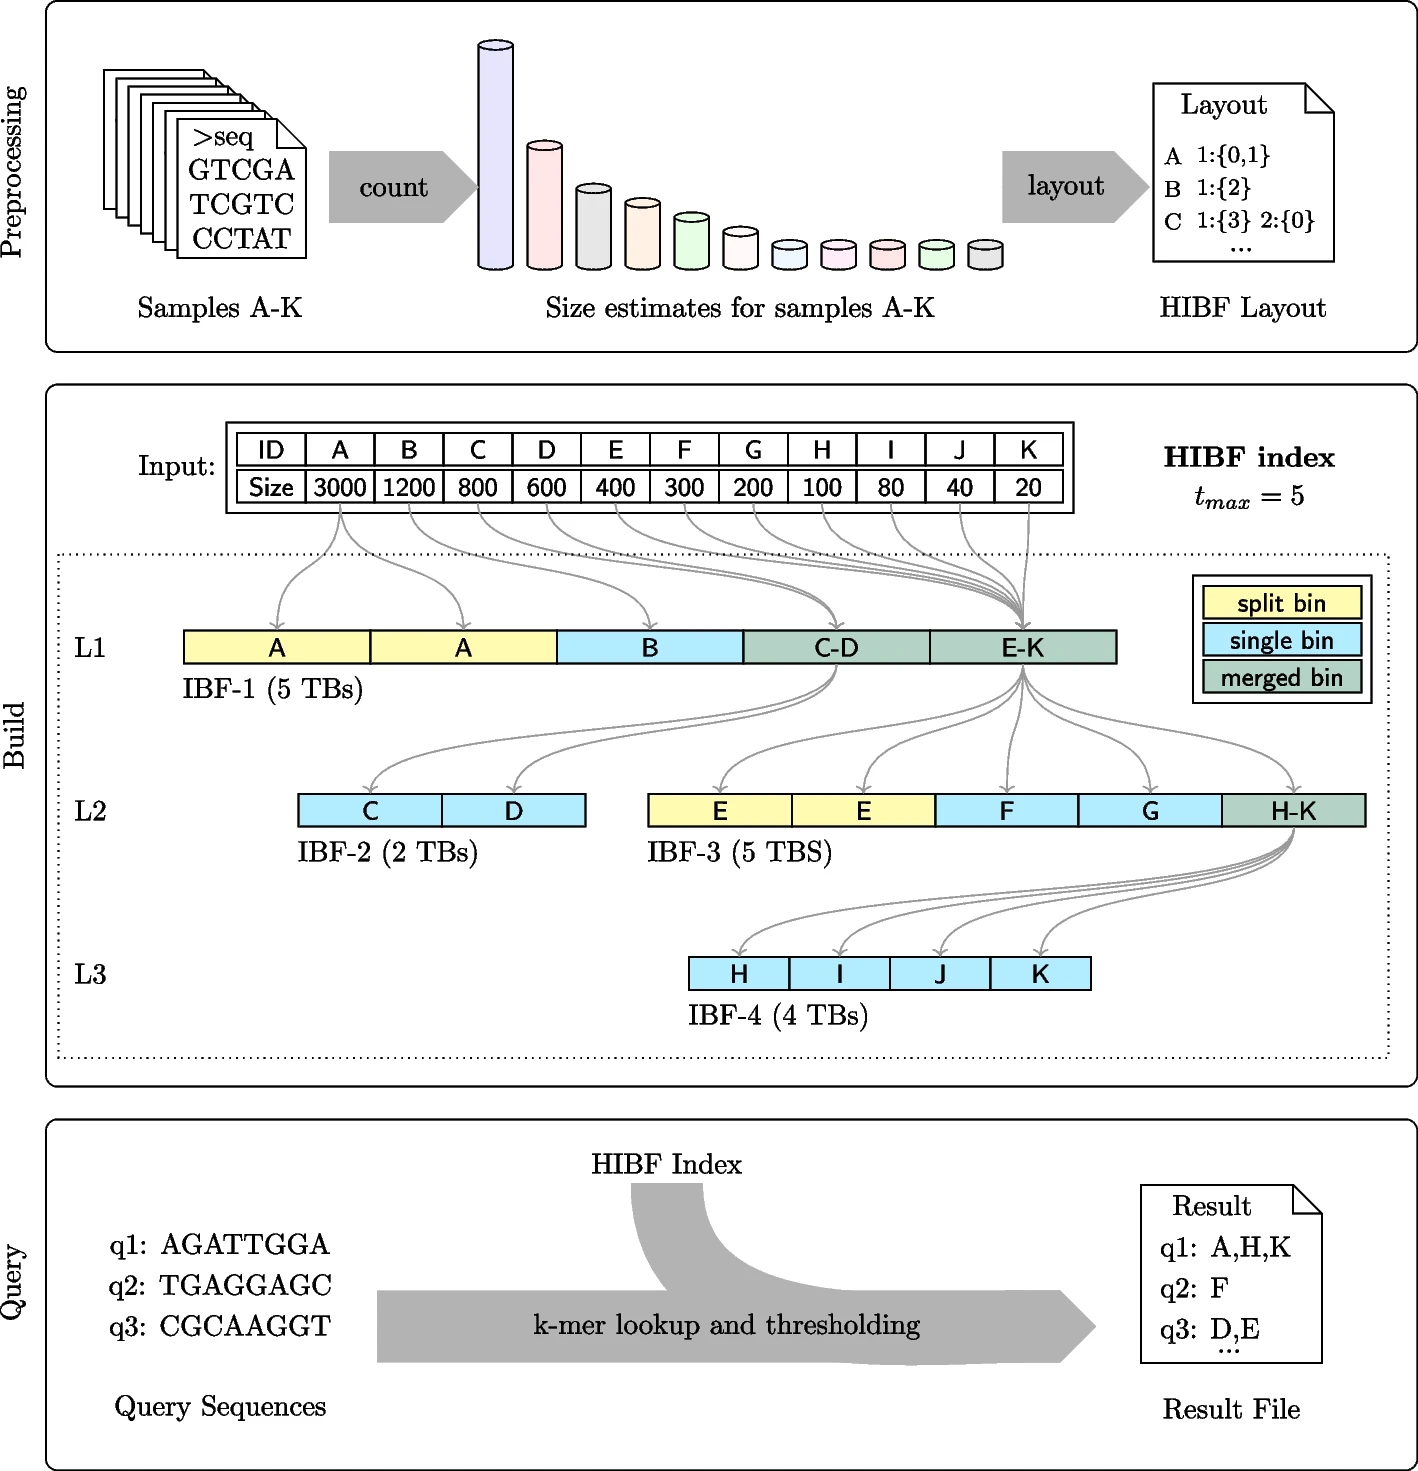 Preprocessing
>seq
GTCGA
TCGTC
CCTAT
Samples A-K
count
Size estimates for samples A-K
layout
Layout
A 1:{0,1}
B 1:{2}
C 1:{3} 2:{0}
...
HIBF Layout
Build
Input:
ID A B C D E F G H I J K
Size 3000 1200 800 600 400 300 200 100 80 40 20
HIBF index
tmax = 5
split bin
single bin
merged bin
L1
A A B C-D E-K
IBF-1 (5 TBs)
L2
C D
IBF-2 (2 TBs)
E E F G H-K
IBF-3 (5 TBS)
L3
H I J K
IBF-4 (4 TBs)
Query
HIBF Index
q1: AGATTGGA
q2: TGAGGAGC
q3: CGCAAGGT
Query Sequences
k-mer lookup and thresholding
Result
q1: A,H,K
q2: F
q3: D,E
...
Result File